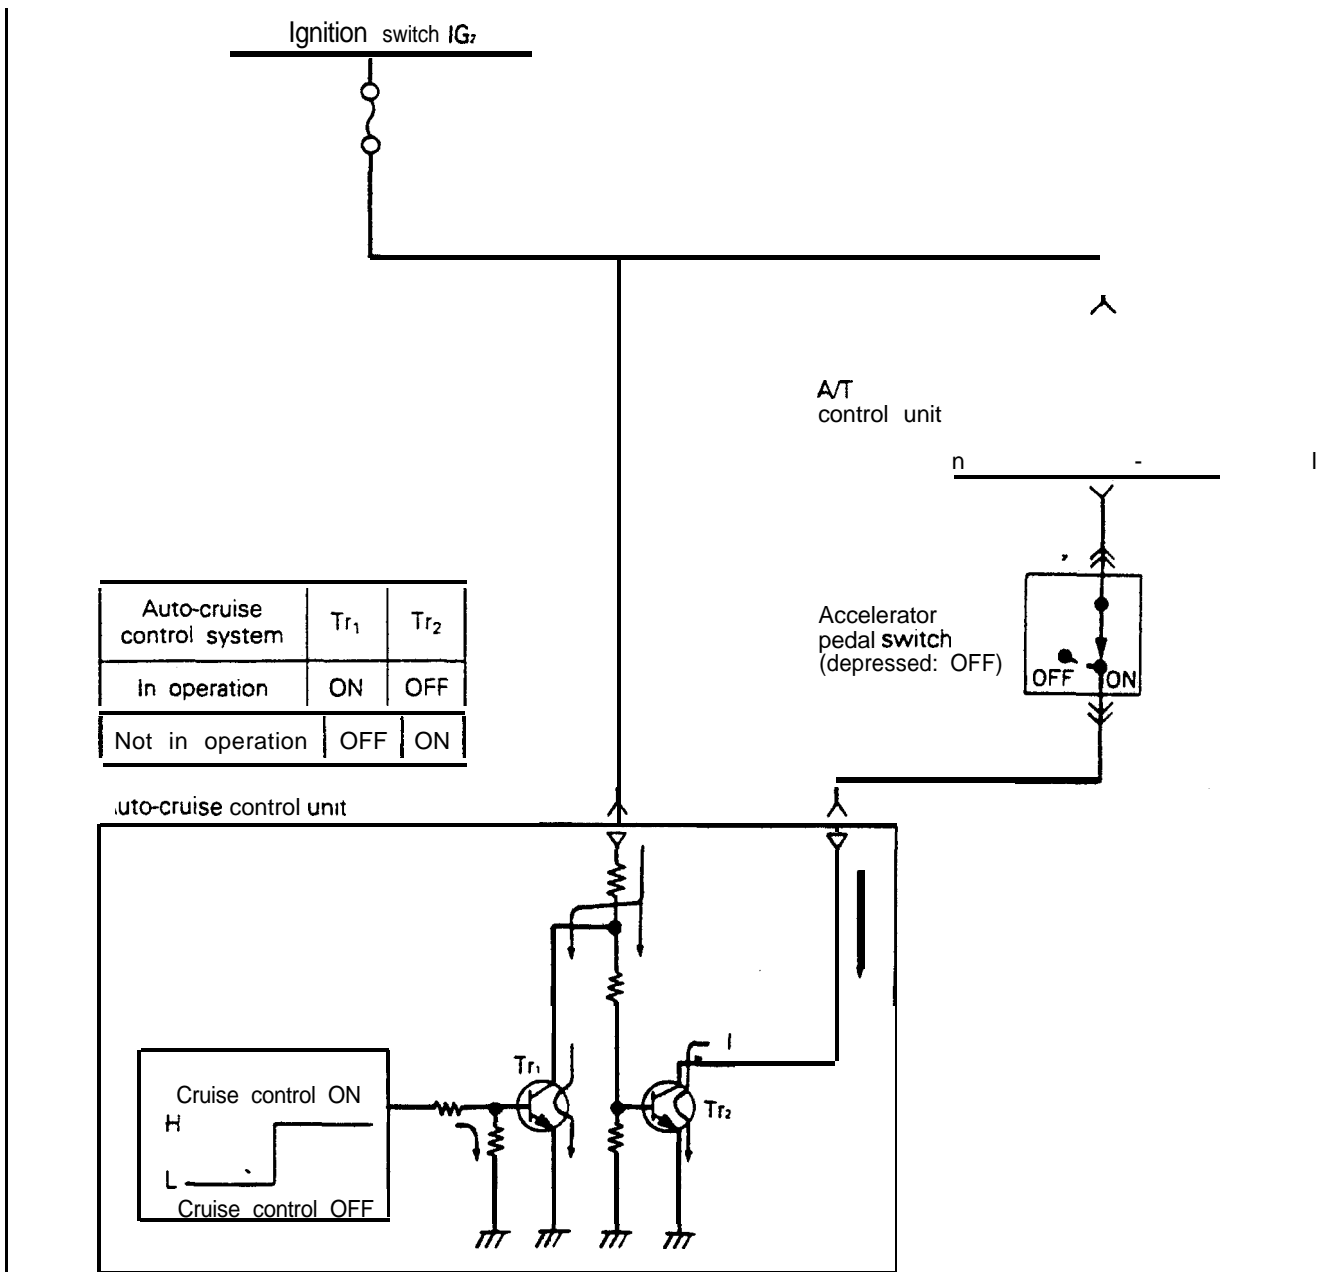 Ignition switch IG₂
A/T
control unit
n - I
Auto-cruise
control system
Tr₁
Tr₂
In operation
ON
OFF
Not in operation
OFF
ON
Accelerator
pedal switch
(depressed: OFF)
OFF
ON
uto-cruise control unit
Tr₁
I
Tr₂
Cruise control ON
H
L
Cruise control OFF